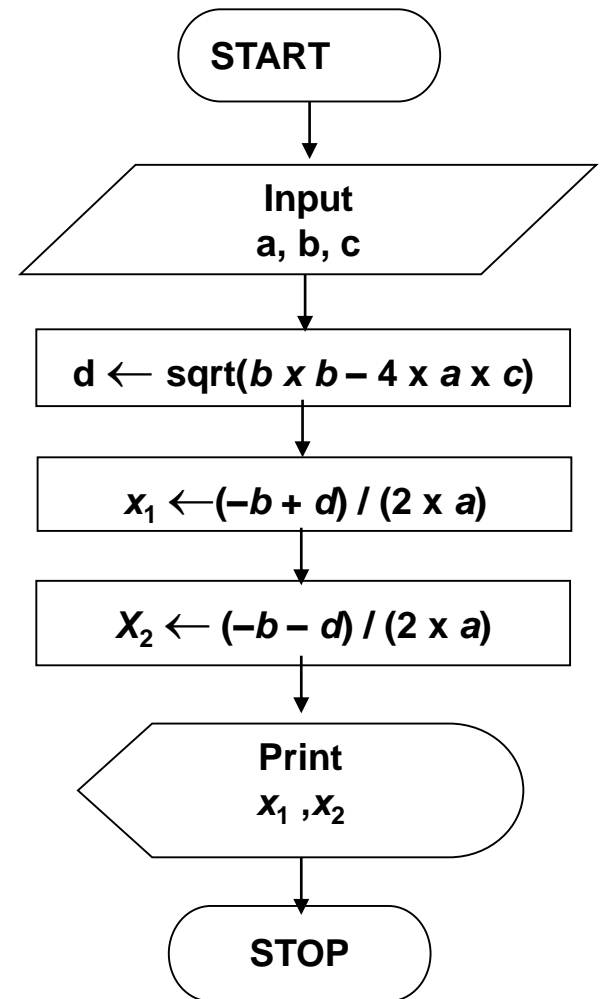 START
Input
a, b, c
d ← sqrt(b x b – 4 x a x c)
x₁ ←(–b + d) / (2 x a)
X₂ ← (–b – d) / (2 x a)
Print
x₁ ,x₂
STOP